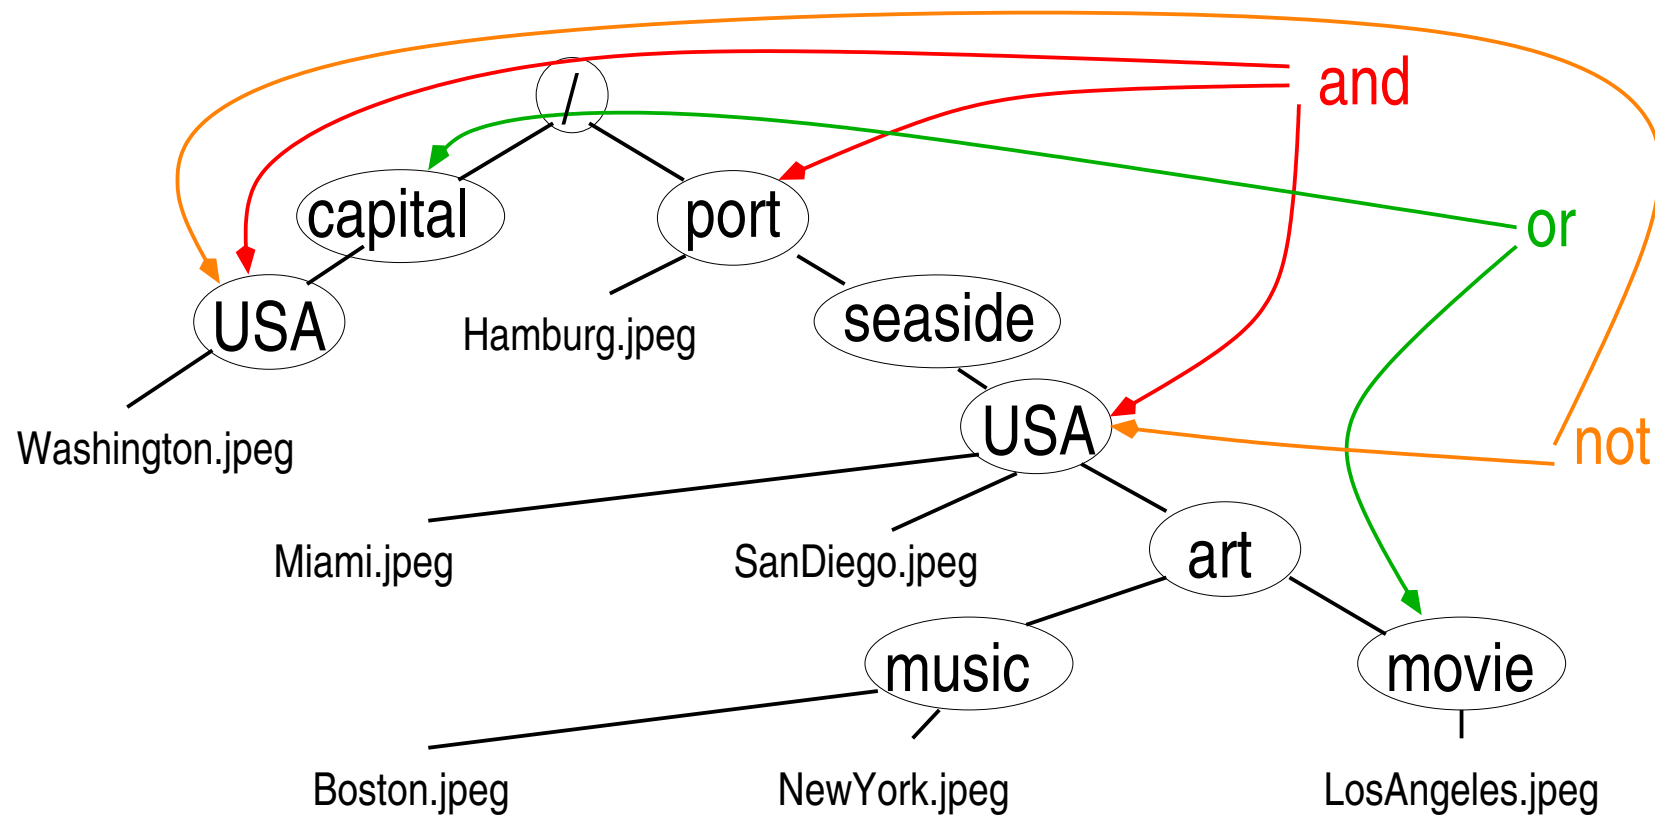 /
and
capital
port
or
USA
Hamburg.jpeg
seaside
Washington.jpeg
USA
not
Miami.jpeg
SanDiego.jpeg
art
music
movie
Boston.jpeg
NewYork.jpeg
LosAngeles.jpeg